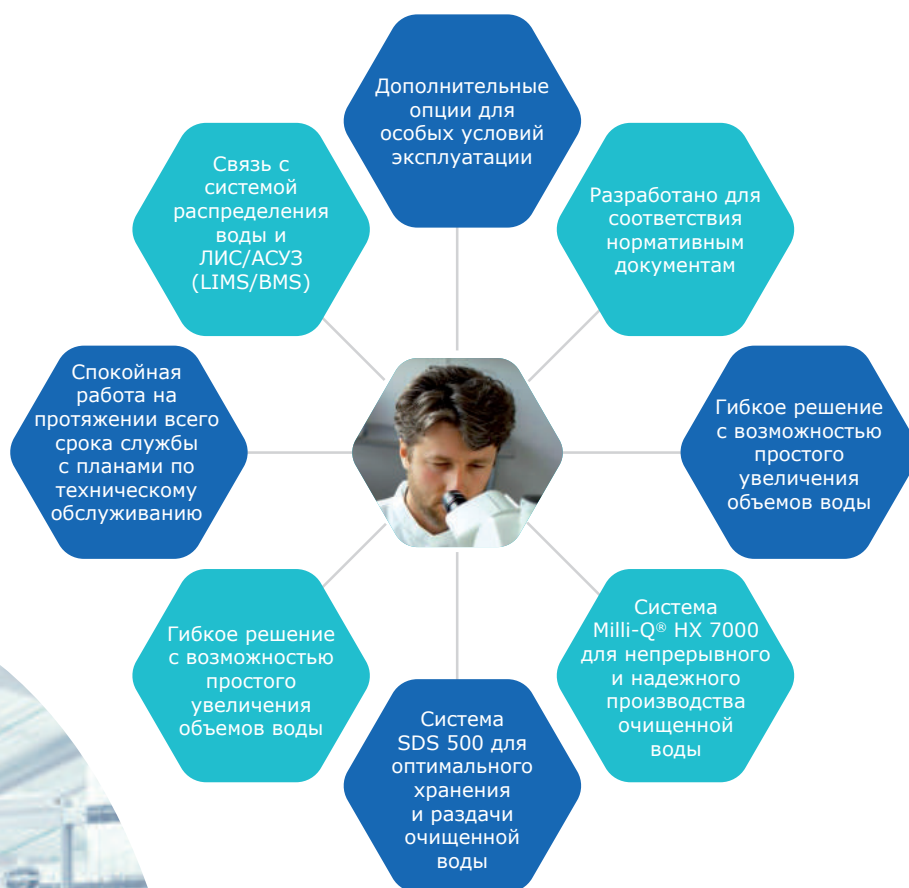 Дополнительные
опции для
особых условий
эксплуатации
Связь с
системой
распределения
воды и
ЛИС/АСУЗ
(LIMS/BMS)
Разработано для
соответствия
нормативным
документам
Спокойная
работа на
протяжении всего
срока службы
с планами по
техническому
обслуживанию
Гибкое решение
с возможностью
простого
увеличения
объемов воды
Гибкое решение
с возможностью
простого
увеличения
объемов воды
Система
Milli-Q® HX 7000
для непрерывного
и надежного
производства
очищенной
воды
Система
SDS 500 для
оптимального
хранения
и раздачи
очищенной
воды